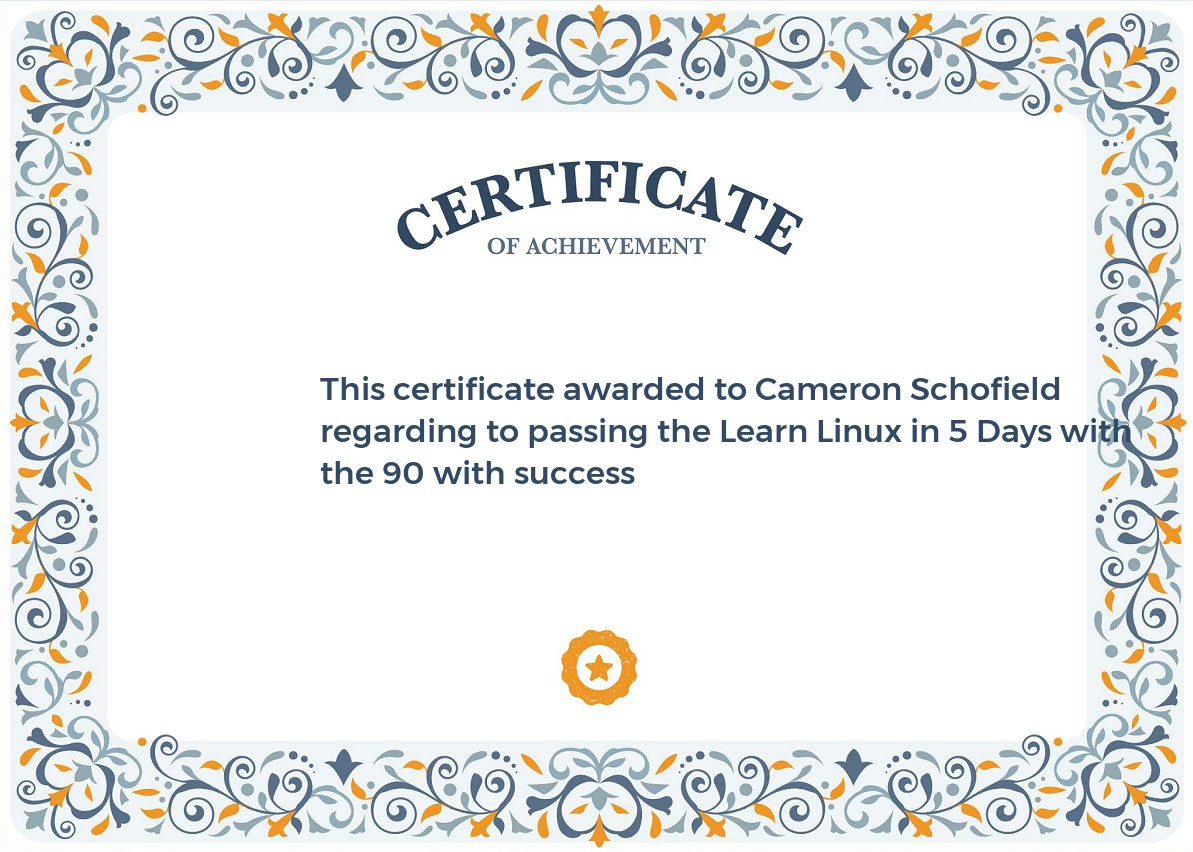 CERTIFICATE
OF ACHIEVEMENT
This certificate awarded to Cameron Schofield
regarding to passing the Learn Linux in 5 Days with
the 90 with success